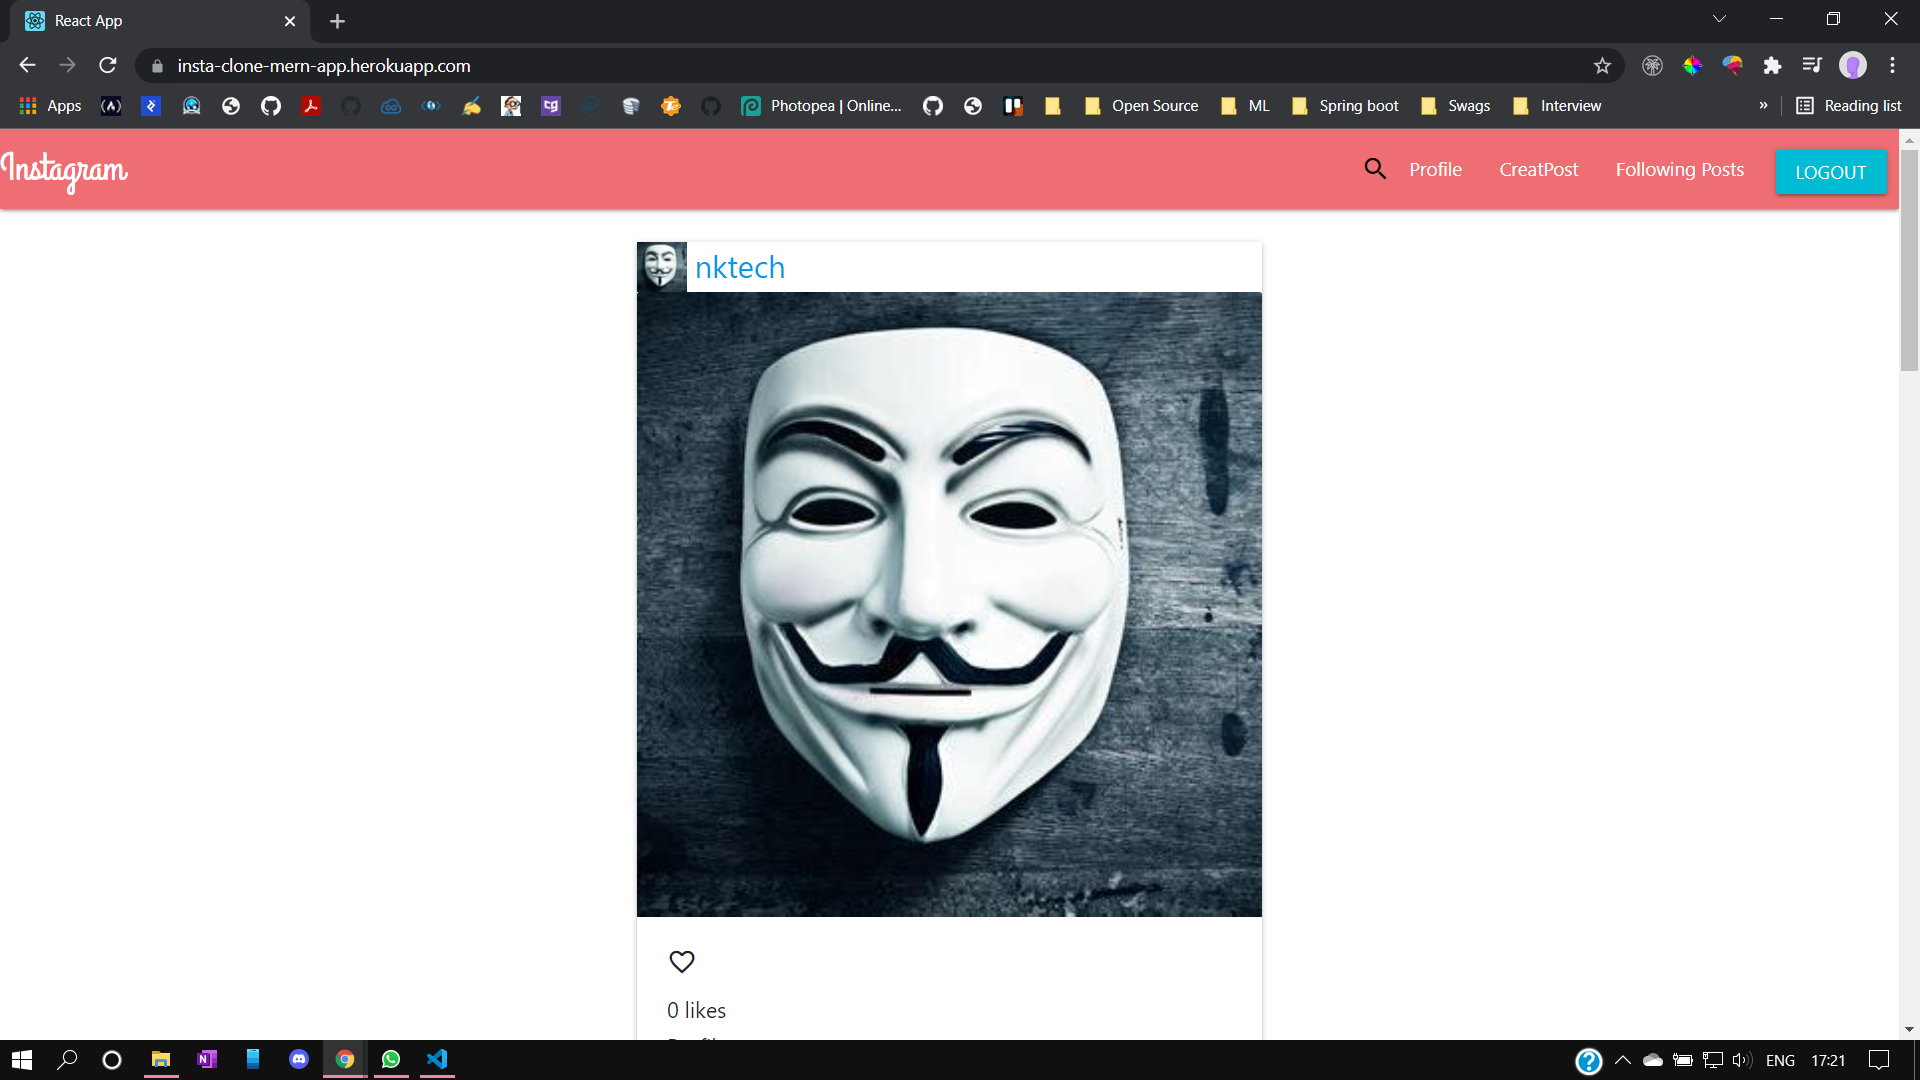 React App
insta-clone-mern-app.herokuapp.com
Apps
Photopea | Online...
Open Source
ML
Spring boot
Swags
Interview
»
Reading list
Instagram
Profile
CreatPost
Following Posts
LOGOUT
nktech
0 likes
ENG
17:21